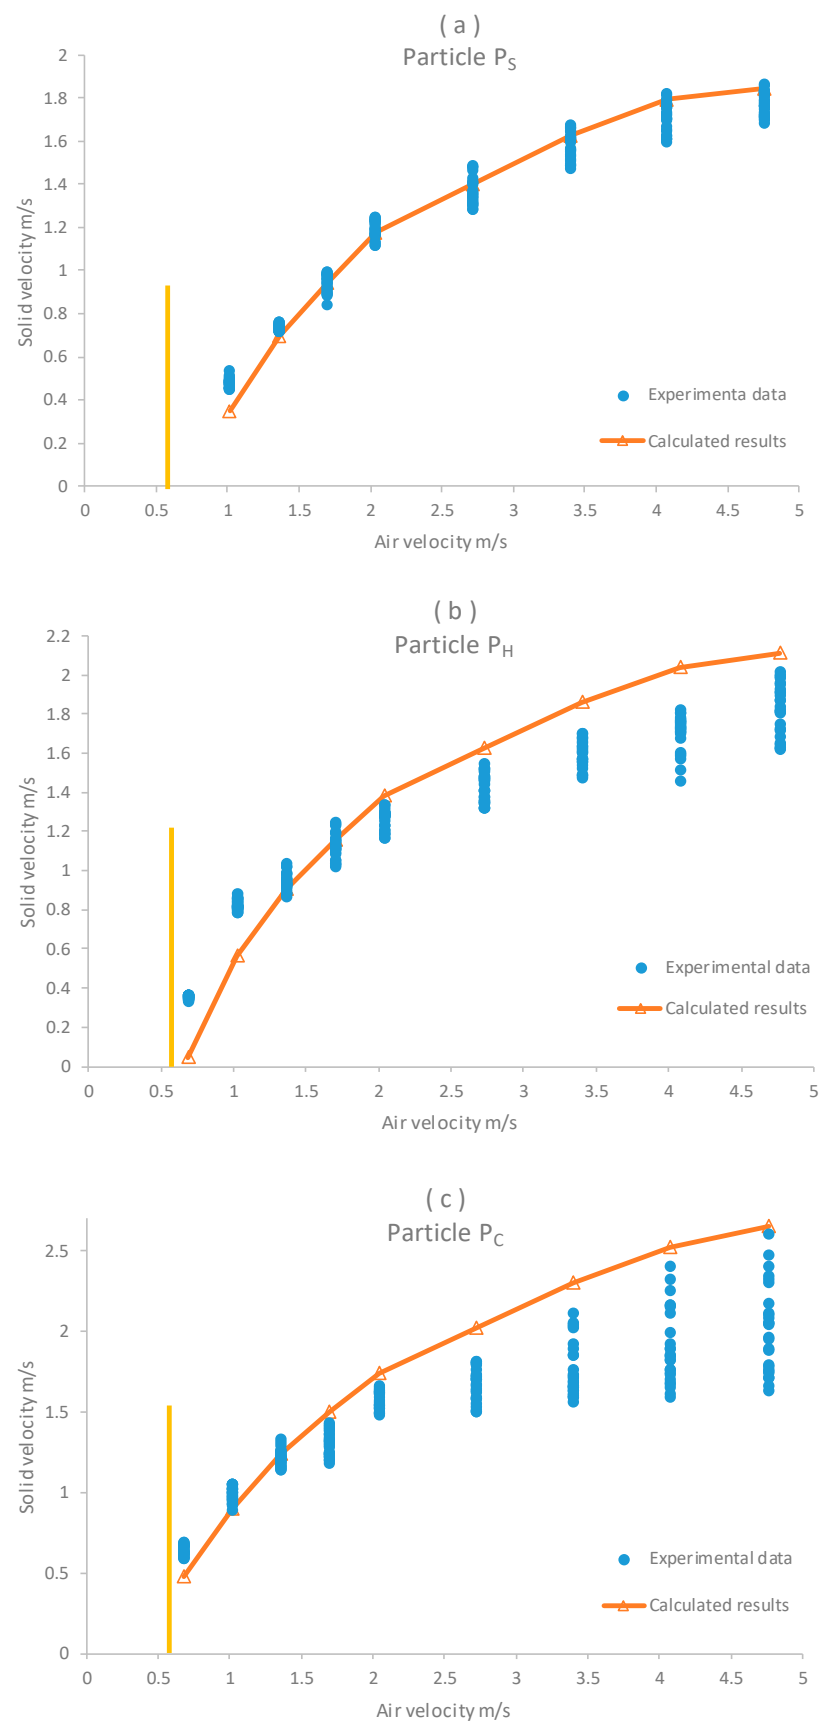 ( a )
Particle PS
2
1.8
1.6
1.4
1.2
1
0.8
0.6
0.4
0.2
0
Solid velocity m/s
Experimenta data
Calculated results
0 0.5 1 1.5 2 2.5 3 3.5 4 4.5 5
Air velocity m/s
( b )
Particle PH
2.2
2
1.8
1.6
1.4
1.2
1
0.8
0.6
0.4
0.2
0
Solid velocity m/s
Experimental data
Calculated results
0 0.5 1 1.5 2 2.5 3 3.5 4 4.5 5
Air velocity m/s
( c )
Particle PC
2.5
2
1.5
1
0.5
0
Solid velocity m/s
Experimental data
Calculated results
0 0.5 1 1.5 2 2.5 3 3.5 4 4.5 5
Air velocity m/s